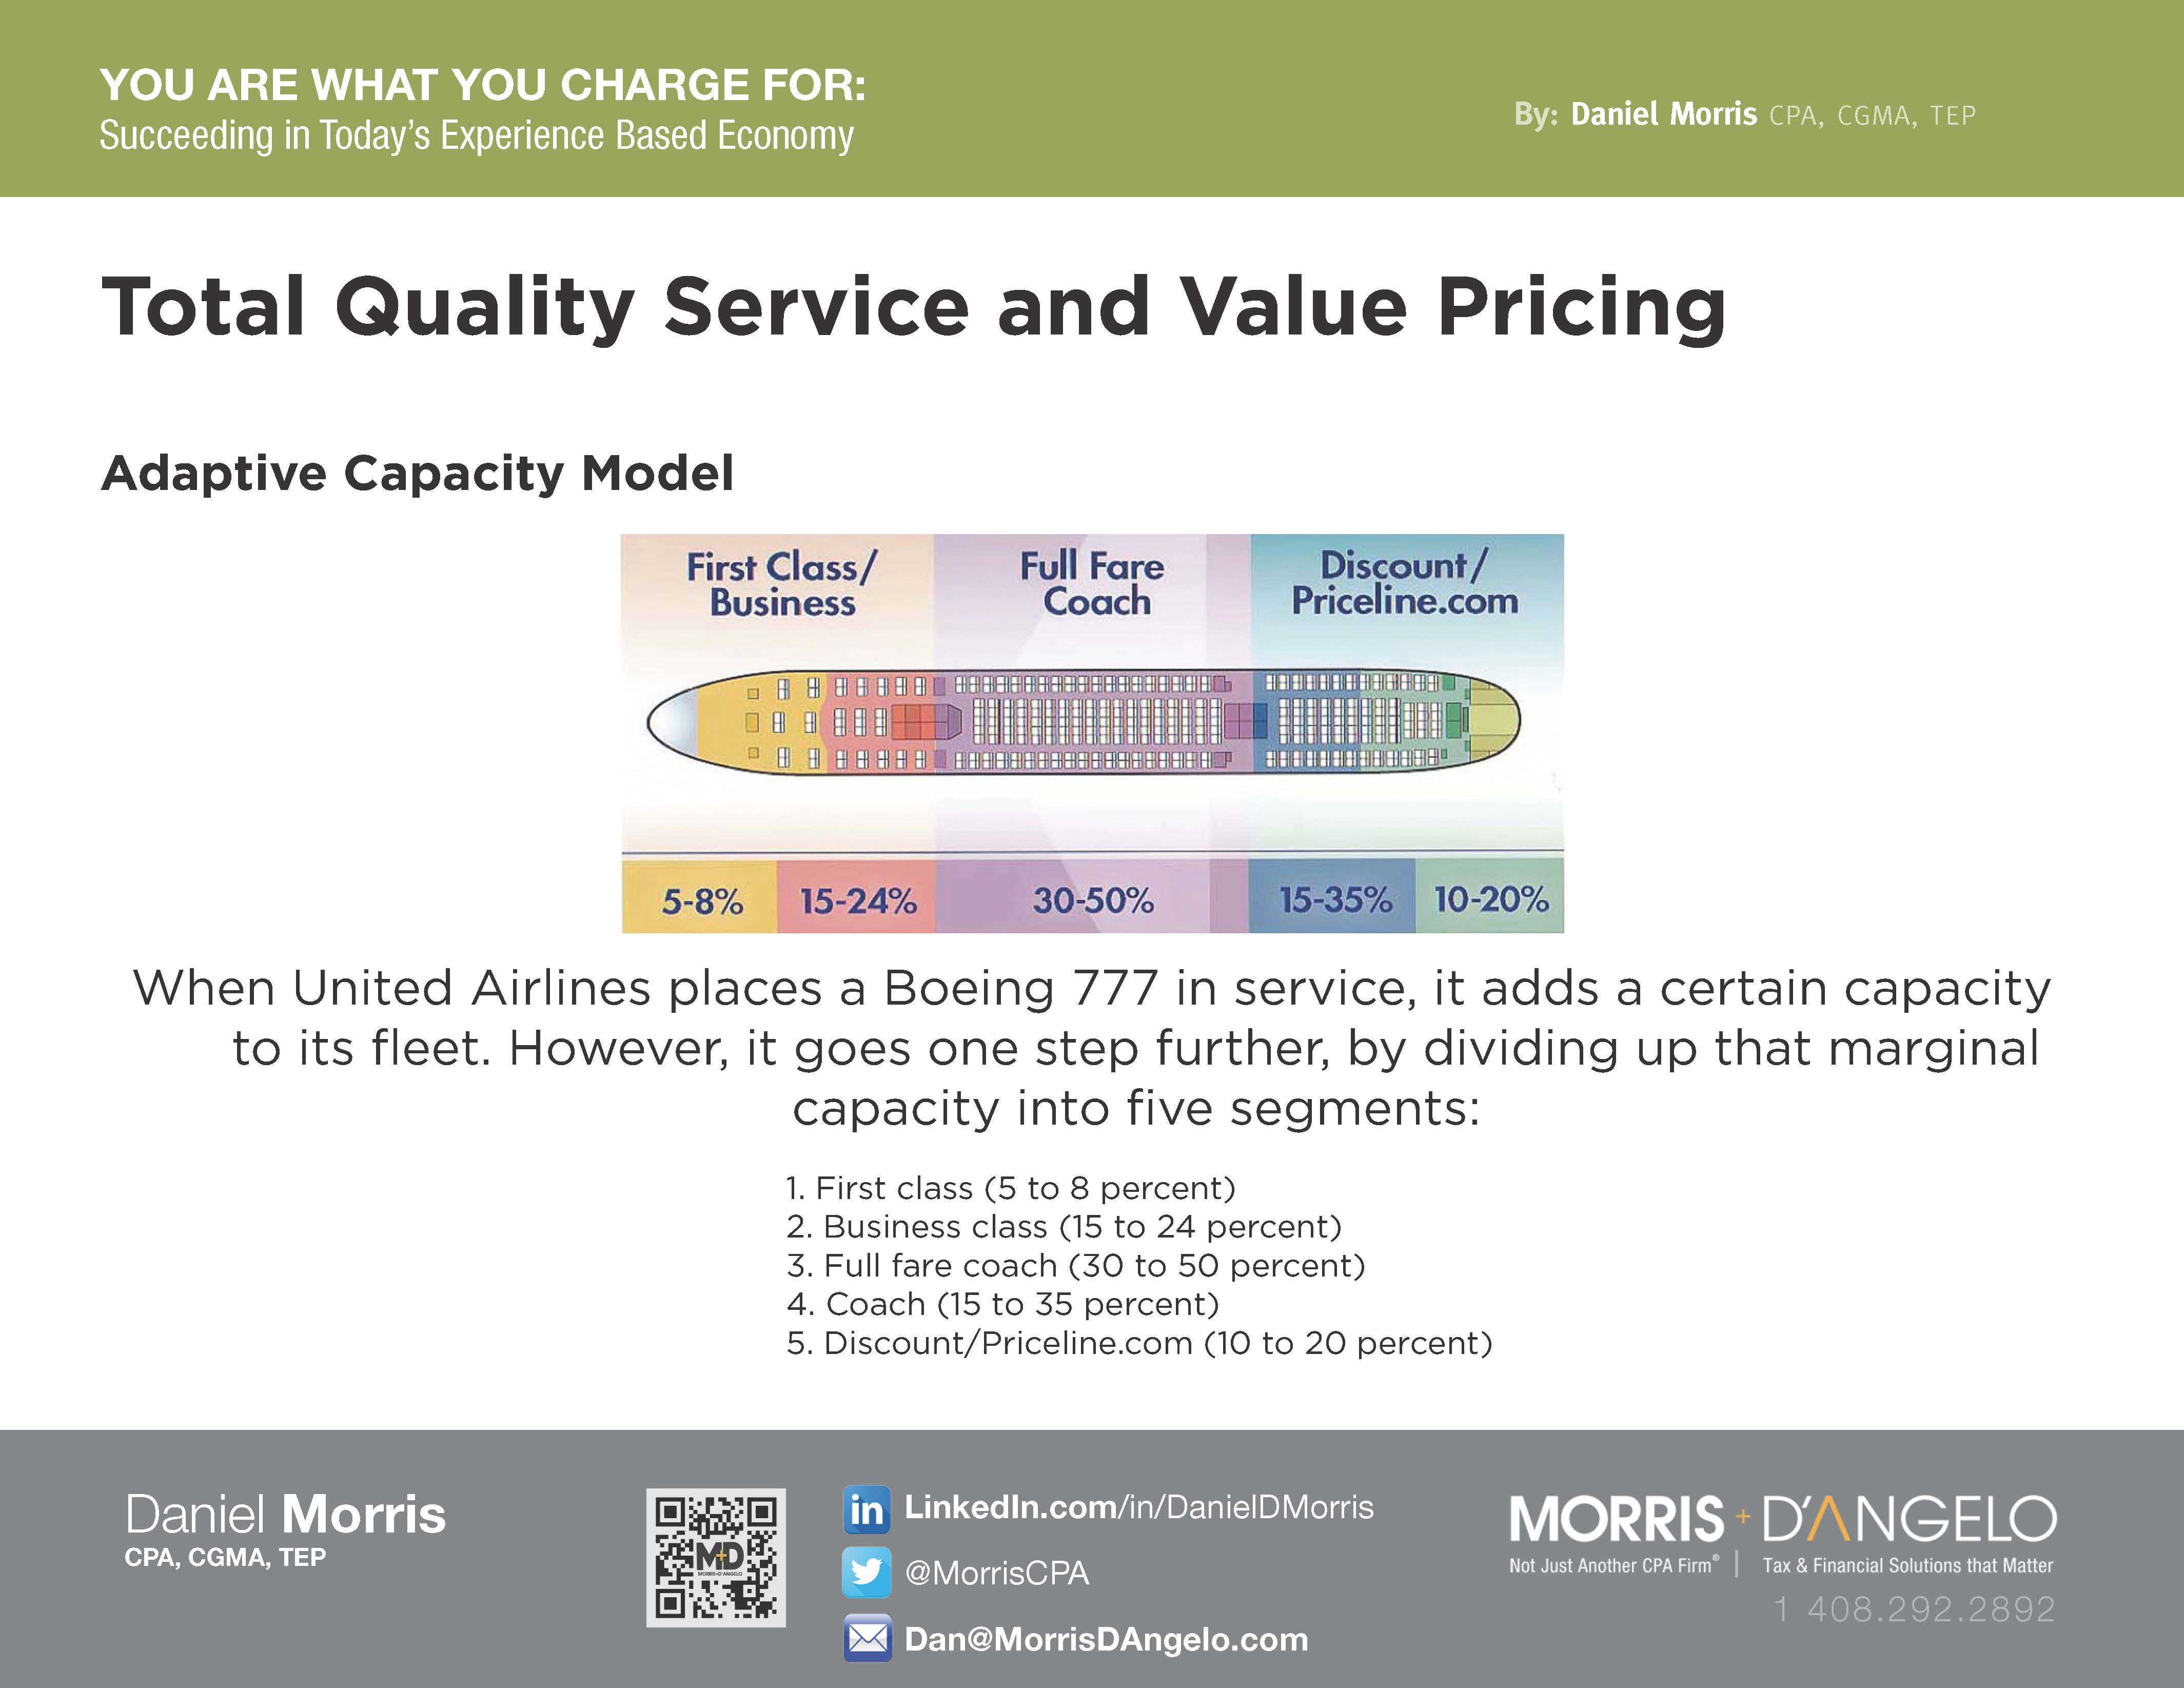 YOU ARE WHAT YOU CHARGE FOR:
Succeeding in Today's Experience Based Economy
By: Daniel Morris CPA, CGMA, TEP
Total Quality Service and Value Pricing
Adaptive Capacity Model
First Class/
Business
Full Fare
Coach
Discount/
Priceline.com
5-8%
15-24%
30-50%
15-35%
10-20%
When United Airlines places a Boeing 777 in service, it adds a certain capacity
to its fleet. However, it goes one step further, by dividing up that marginal
capacity into five segments:
1. First class (5 to 8 percent)
2. Business class (15 to 24 percent)
3. Full fare coach (30 to 50 percent)
4. Coach (15 to 35 percent)
5. Discount/Priceline.com (10 to 20 percent)
Daniel Morris
CPA, CGMA, TEP
M+D
MORRIS+D'ANGELO
in LinkedIn.com/in/DanielDMorris
@MorrisCPA
Dan@MorrisDAngelo.com
MORRIS + D'ANGELO
Not Just Another CPA Firm® | Tax & Financial Solutions that Matter
1 408.292.2892